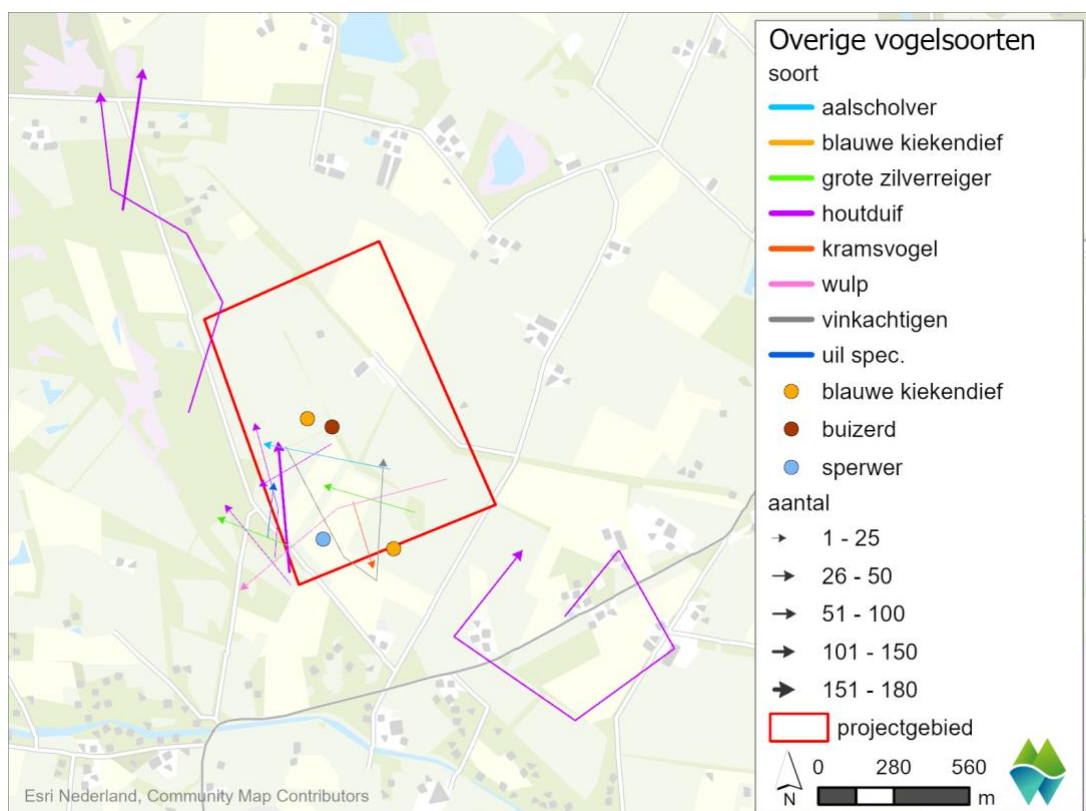 Overige vogelsoorten
soort
aalscholver
blauwe kiekendief
grote zilverreiger
houtduif
kramsvogel
wulp
vinkachtigen
uil spec.
blauwe kiekendief
buizerd
sperwer
aantal
1 - 25
26 - 50
51 - 100
101 - 150
151 - 180
projectgebied
0 280 560
N m
Esri Nederland, Community Map Contributors